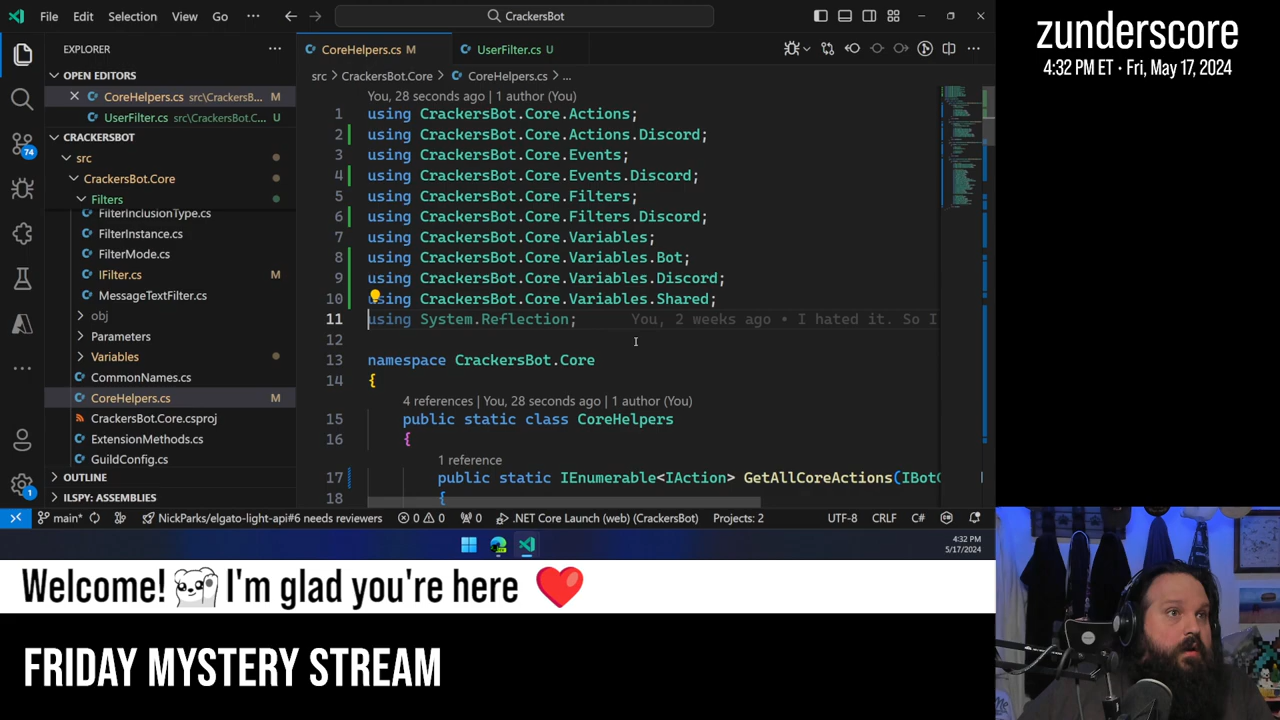 File Edit Selection View Go ··· CrackersBot
zunderscore
4:32 PM ET • Fri, May 17, 2024
EXPLORER ···
OPEN EDITORS
CoreHelpers.cs src\CrackersB... M
UserFilter.cs src\CrackersBot.C... U
CRACKERSBOT
src
CrackersBot.Core
Filters
FilterInclusionType.cs
FilterInstance.cs
FilterMode.cs
IFilter.cs M
MessageTextFilter.cs
obj
Parameters
Variables
CommonNames.cs
CoreHelpers.cs M
CrackersBot.Core.csproj
ExtensionMethods.cs
GuildConfig.cs
OUTLINE
ILSPY: ASSEMBLIES
74
1
CoreHelpers.cs M UserFilter.cs U
src > CrackersBot.Core > CoreHelpers.cs > ...
You, 28 seconds ago | 1 author (You)
1 using CrackersBot.Core.Actions;
2 using CrackersBot.Core.Actions.Discord;
3 using CrackersBot.Core.Events;
4 using CrackersBot.Core.Events.Discord;
5 using CrackersBot.Core.Filters;
6 using CrackersBot.Core.Filters.Discord;
7 using CrackersBot.Core.Variables;
8 using CrackersBot.Core.Variables.Bot;
9 using CrackersBot.Core.Variables.Discord;
10 using CrackersBot.Core.Variables.Shared;
11 using System.Reflection; You, 2 weeks ago • I hated it. So I
12
13 namespace CrackersBot.Core
14 {
4 references | You, 28 seconds ago | 1 author (You)
15 public static class CoreHelpers
16 {
1 reference
17 public static IEnumerable<IAction> GetAllCoreActions(IBotC
18 {
main* NickParks/elgato-light-api#6 needs reviewers 0 0 0 .NET Core Launch (web) (CrackersBot) Projects: 2 UTF-8 CRLF C#
4:32 PM
5/17/2024
Welcome! I'm glad you're here
FRIDAY MYSTERY STREAM